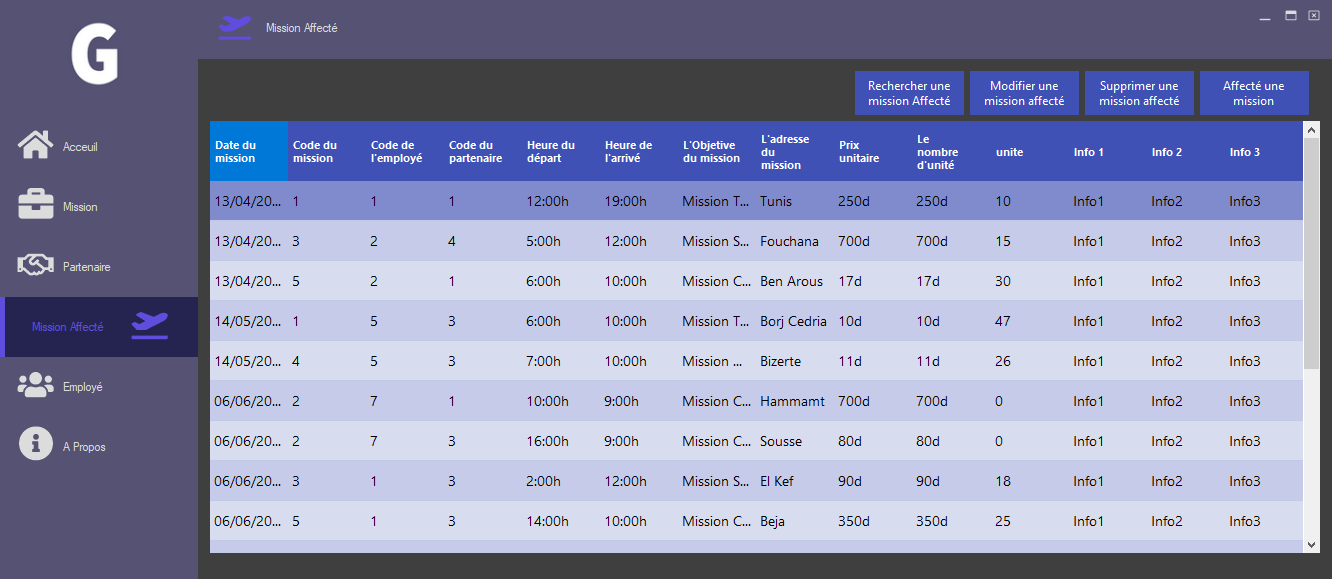 G
Mission Affecté
Acceuil
Mission
Partenaire
Mission Affecté
Employé
A Propos
Rechercher une
mission Affecté
Modifier une
mission affecté
Supprimer une
mission affecté
Affecté une
mission
Date du
mission
Code du
mission
Code de
l'employé
Code du
partenaire
Heure du
départ
Heure de
l'arrivé
L'Objetive
du mission
L'adresse
du
mission
Prix
unitaire
Le
nombre
d'unité
unite
Info 1
Info 2
Info 3
13/04/20... 1 1 1 12:00h 19:00h Mission T... Tunis 250d 250d 10 Info1 Info2 Info3
13/04/20... 3 2 4 5:00h 12:00h Mission S... Fouchana 700d 700d 15 Info1 Info2 Info3
13/04/20... 5 2 1 6:00h 10:00h Mission C... Ben Arous 17d 17d 30 Info1 Info2 Info3
14/05/20... 1 5 3 6:00h 10:00h Mission T... Borj Cedria 10d 10d 47 Info1 Info2 Info3
14/05/20... 4 5 3 7:00h 10:00h Mission ... Bizerte 11d 11d 26 Info1 Info2 Info3
06/06/20... 2 7 1 10:00h 9:00h Mission C... Hammamt 700d 700d 0 Info1 Info2 Info3
06/06/20... 2 7 3 16:00h 9:00h Mission C... Sousse 80d 80d 0 Info1 Info2 Info3
06/06/20... 3 1 3 2:00h 12:00h Mission S... El Kef 90d 90d 18 Info1 Info2 Info3
06/06/20... 5 1 3 14:00h 10:00h Mission C... Beja 350d 350d 25 Info1 Info2 Info3